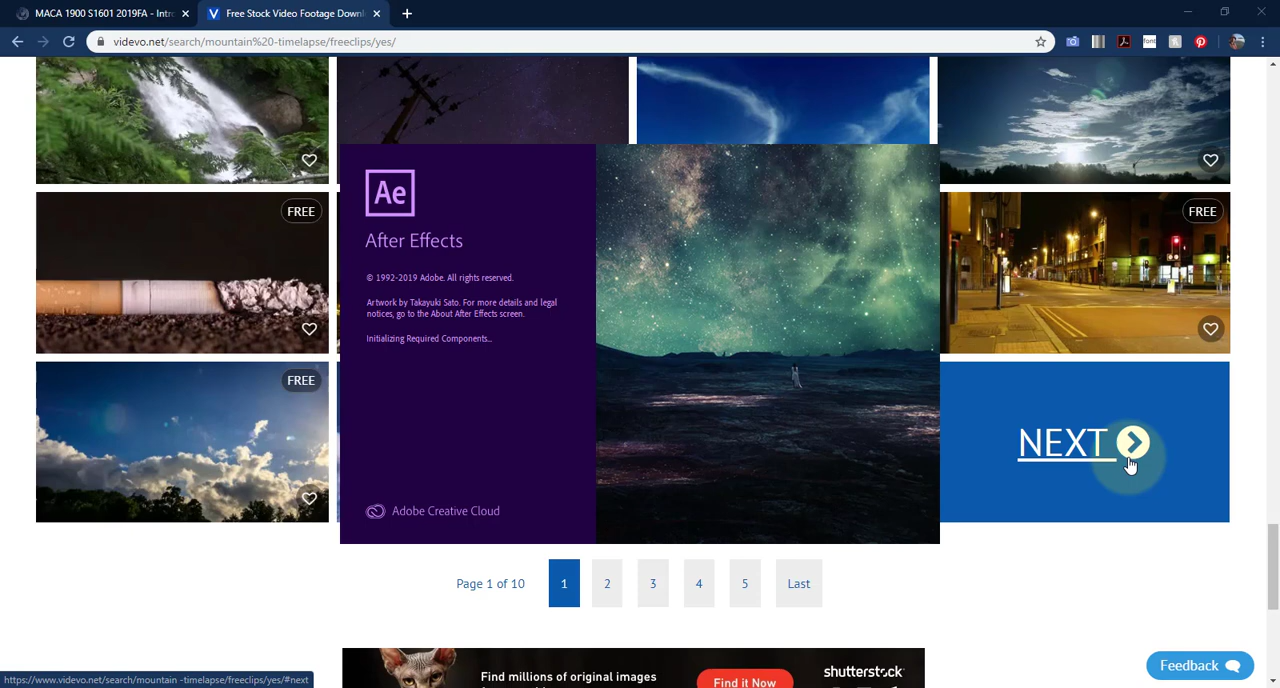 MACA 1900 S1601 2019FA - Intro
Free Stock Video Footage Downl
videvo.net/search/mountain%20-timelapse/freeclips/yes/
Ae
After Effects
© 1992-2019 Adobe. All rights reserved.
Artwork by Takayuki Sato. For more details and legal
notices, go to the About After Effects screen.
Initializing Required Components...
Adobe Creative Cloud
FREE
FREE
FREE
NEXT
Page 1 of 10
1
2
3
4
5
Last
Find millions of original images
Find it Now
shutterstock
Feedback
https://www.videvo.net/search/mountain -timelapse/freeclips/yes/#next